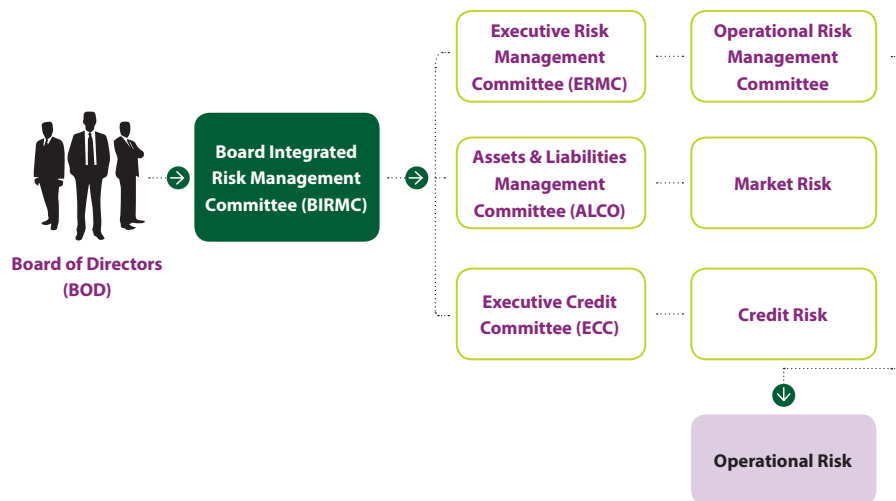 Board of Directors
(BOD)
Board Integrated
Risk Management
Committee (BIRMC)
Executive Risk
Management
Committee (ERMC)
Operational Risk
Management
Committee
Assets & Liabilities
Management
Committee (ALCO)
Market Risk
Executive Credit
Committee (ECC)
Credit Risk
Operational Risk